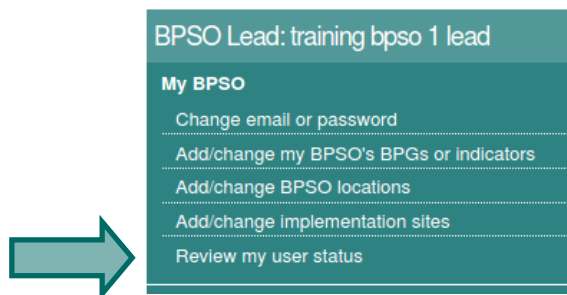 BPSO Lead: training bpso 1 lead
My BPSO
Change email or password
Add/change my BPSO's BPGs or indicators
Add/change BPSO locations
Add/change implementation sites
Review my user status